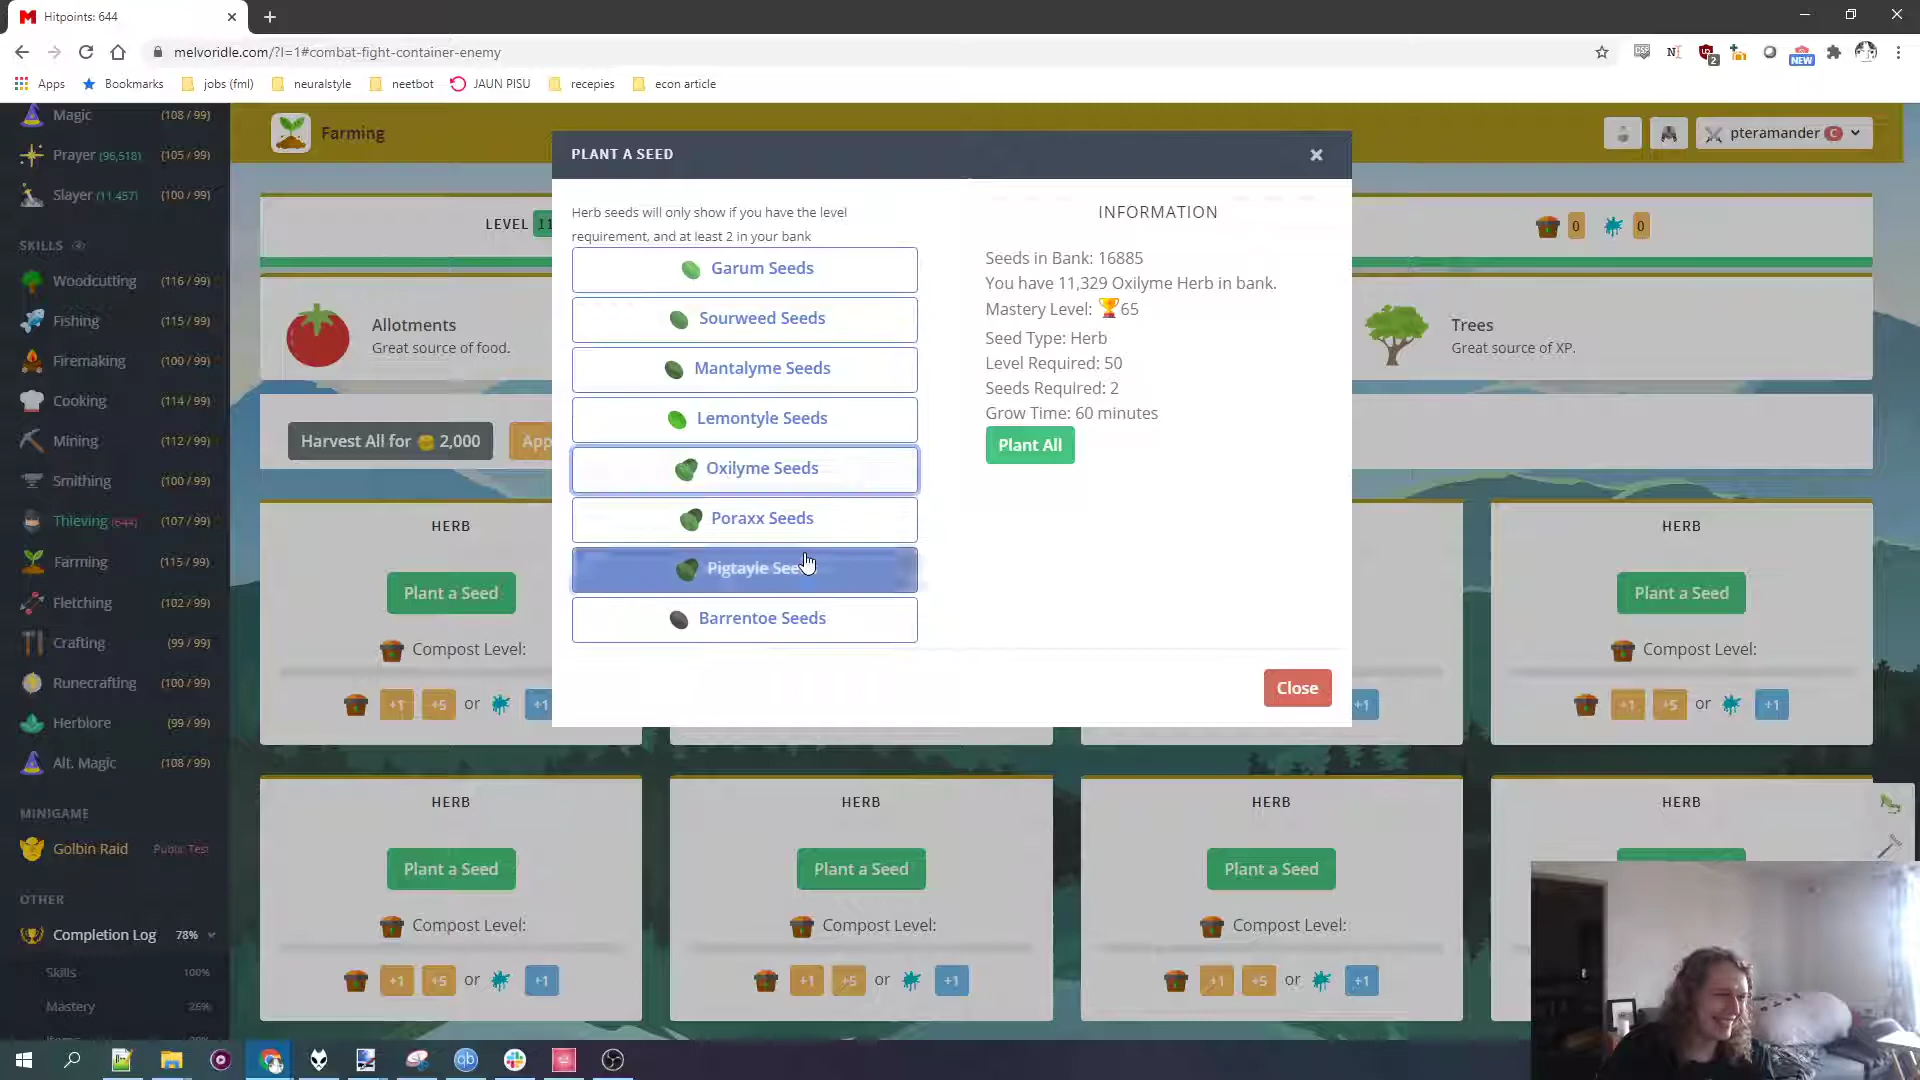 Hitpoints: 644
melvoridle.com/?l=1#combat-fight-container-enemy
2
NEW
Apps
Bookmarks
jobs (fml)
neuralstyle
neetbot
JAUN PISU
recepies
econ article
Magic (108 / 99)
Prayer (96,518) (105 / 99)
Slayer (11,457) (100 / 99)
SKILLS
Woodcutting (116 / 99)
Fishing (115 / 99)
Firemaking (100 / 99)
Cooking (114 / 99)
Mining (112 / 99)
Smithing (100 / 99)
Thieving (644) (107 / 99)
Farming (115 / 99)
Fletching (102 / 99)
Crafting (99 / 99)
Runecrafting (100 / 99)
Herblore (99 / 99)
Alt. Magic (108 / 99)
MINIGAME
Golbin Raid Public Test
OTHER
Completion Log 78%
Skills 100%
Mastery 26%
Farming
pteramander C
LEVEL
0 0
Allotments
Great source of food.
Trees
Great source of XP.
Harvest All for 2,000
PLANT A SEED
Herb seeds will only show if you have the level
requirement, and at least 2 in your bank
Garum Seeds
Sourweed Seeds
Mantalyme Seeds
Lemontyle Seeds
Oxilyme Seeds
Poraxx Seeds
Pigtayle See
Barrentoe Seeds
INFORMATION
Seeds in Bank: 16885
You have 11,329 Oxilyme Herb in bank.
Mastery Level: 65
Seed Type: Herb
Level Required: 50
Seeds Required: 2
Grow Time: 60 minutes
Plant All
Close
HERB
Plant a Seed
Compost Level:
+1 +5 or +1
+1
HERB
Plant a Seed
Compost Level:
+1 +5 or +1
HERB
Plant a Seed
Compost Level:
+1 +5 or +1
HERB
Plant a Seed
Compost Level:
+1 +5 or +1
HERB
Plant a Seed
Compost Level:
+1 +5 or +1
HERB
qb